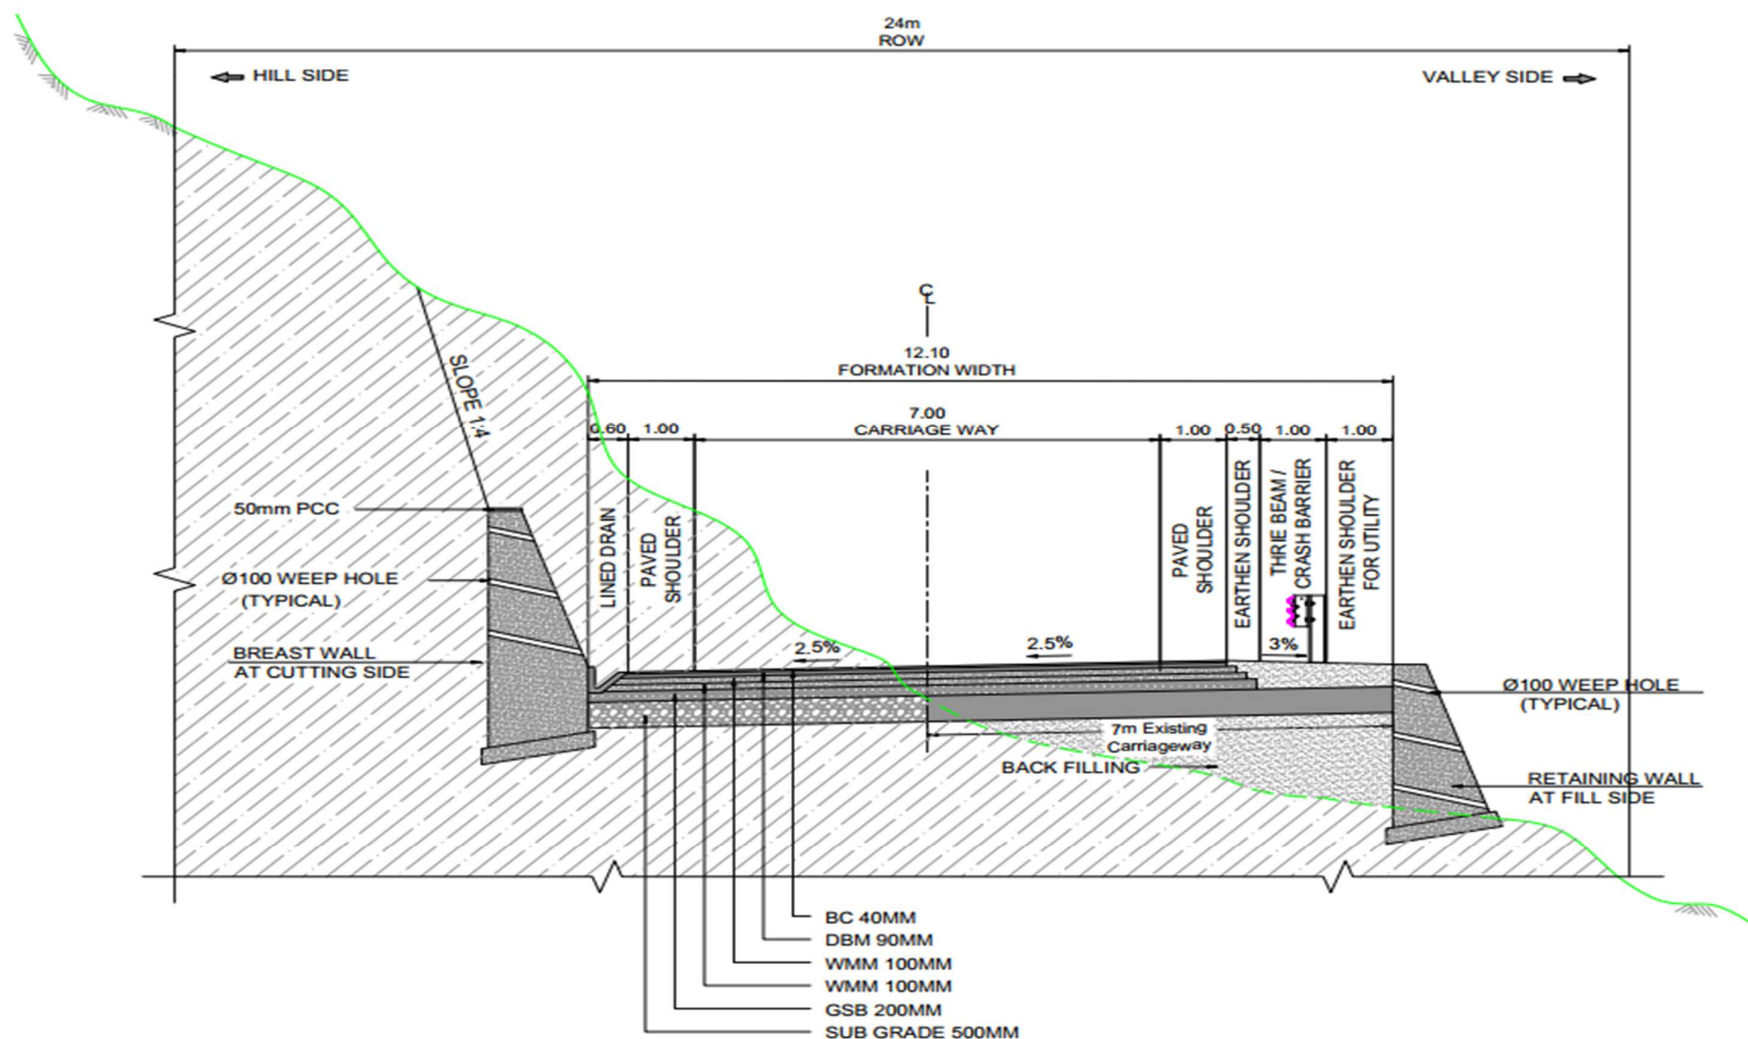 24m
ROW
HILL SIDE
VALLEY SIDE
CL
12.10
FORMATION WIDTH
SLOPE 1:4
7.00
0.60
1.00
CARRIAGE WAY
1.00
0.50
1.00
1.00
LINED DRAIN
PAVED
SHOULDER
PAVED
SHOULDER
EARTHEN SHOULDER
THRIE BEAM /
CRASH BARRIER
EARTHEN SHOULDER
FOR UTILITY
50mm PCC
Ø100 WEEP HOLE
(TYPICAL)
BREAST WALL
AT CUTTING SIDE
2.5%
2.5%
3%
Ø100 WEEP HOLE
(TYPICAL)
7m Existing
Carriageway
BACK FILLING
RETAINING WALL
AT FILL SIDE
BC 40MM
DBM 90MM
WMM 100MM
WMM 100MM
GSB 200MM
SUB GRADE 500MM